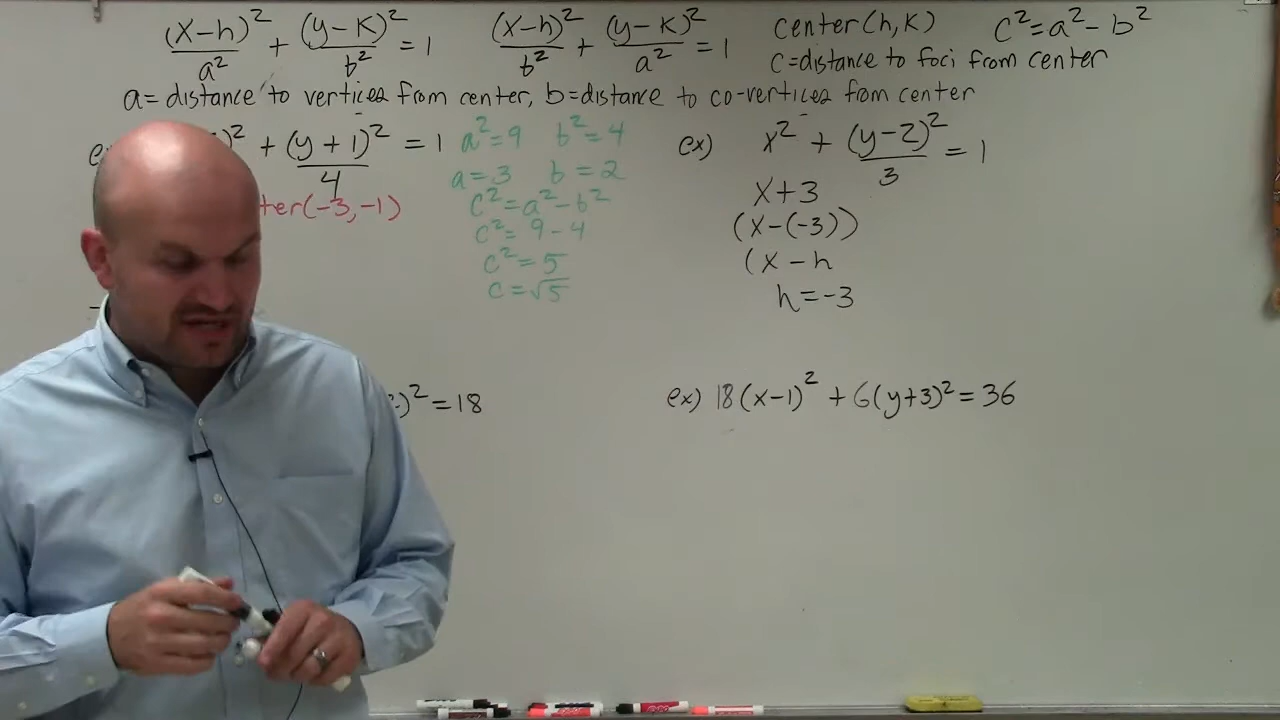 (x-h)²/a² + (y-k)²/b² = 1    (x-h)²/b² + (y-k)²/a² = 1    center(h,k)    c²=a²-b²
c=distance to foci from center
a= distance to vertices from center, b=distance to co-vertices from center
)² + (y+1)²/4 = 1
ter(-3,-1)
a²=9    b²=4
a=3    b=2
c²=a²-b²
c²= 9-4
c²=5
c=√5
ex) x² + (y-2)²/3 = 1
x+3
(x-(-3))
(x-h
h=-3
)²=18
ex) 18(x-1)² + 6(y+3)²=36